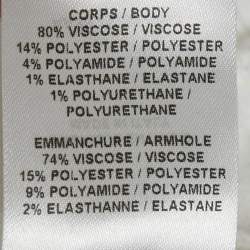 CORPS / BODY
80% VISCOSE / VISCOSE
14% POLYESTER / POLYESTER
4% POLYAMIDE / POLYAMIDE
1% ELASTHANE / ELASTANE
1% POLYURETHANE /
POLYURETHANE
EMMANCHURE / ARMHOLE
74% VISCOSE / VISCOSE
15% POLYESTER / POLYESTER
9% POLYAMIDE / POLYAMIDE
2% ELASTHANNE / ELASTANE